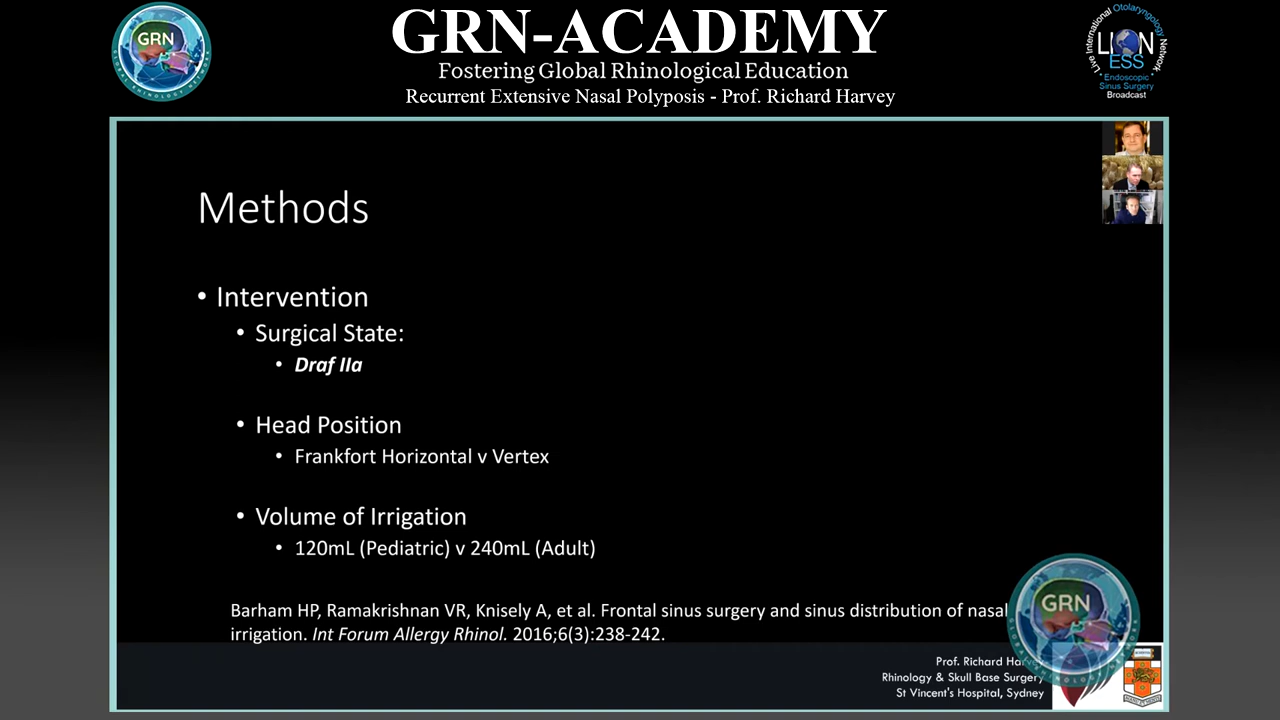 GRN
GRN-ACADEMY
Fostering Global Rhinological Education
Recurrent Extensive Nasal Polyposis - Prof. Richard Harvey
Live International Otolaryngology Network
LION
ESS
• Endoscopic •
Sinus Surgery
Broadcast
Methods
• Intervention
• Surgical State:
• Draf IIa
• Head Position
• Frankfort Horizontal v Vertex
• Volume of Irrigation
• 120mL (Pediatric) v 240mL (Adult)
Barham HP, Ramakrishnan VR, Knisely A, et al. Frontal sinus surgery and sinus distribution of nasal
irrigation. Int Forum Allergy Rhinol. 2016;6(3):238-242.
GRN
Prof. Richard Harvey
Rhinology & Skull Base Surgery
St Vincent's Hospital, Sydney